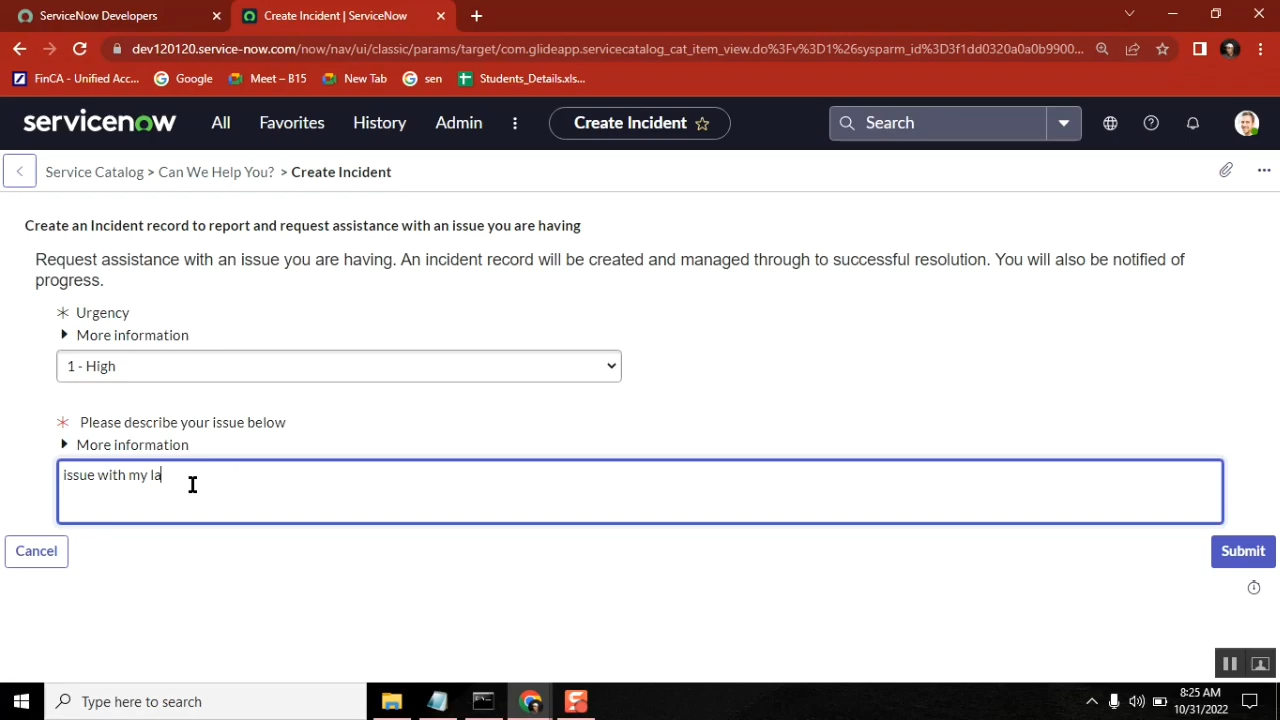 ServiceNow Developers
Create Incident | ServiceNow
dev120120.service-now.com/now/nav/ui/classic/params/target/com.glideapp.servicecatalog_cat_item_view.do%3Fv%3D1%26sysparm_id%3D3f1dd0320a0a0b9900...
FinCA - Unified Acc...
Google
Meet – B15
New Tab
sen
Students_Details.xls...
servicenow
All
Favorites
History
Admin
Create Incident
Search
Service Catalog > Can We Help You? > Create Incident
Create an Incident record to report and request assistance with an issue you are having
Request assistance with an issue you are having. An incident record will be created and managed through to successful resolution. You will also be notified of
progress.
Urgency
More information
1 - High
Please describe your issue below
More information
issue with my la
Cancel
Submit
Type here to search
8:25 AM
10/31/2022